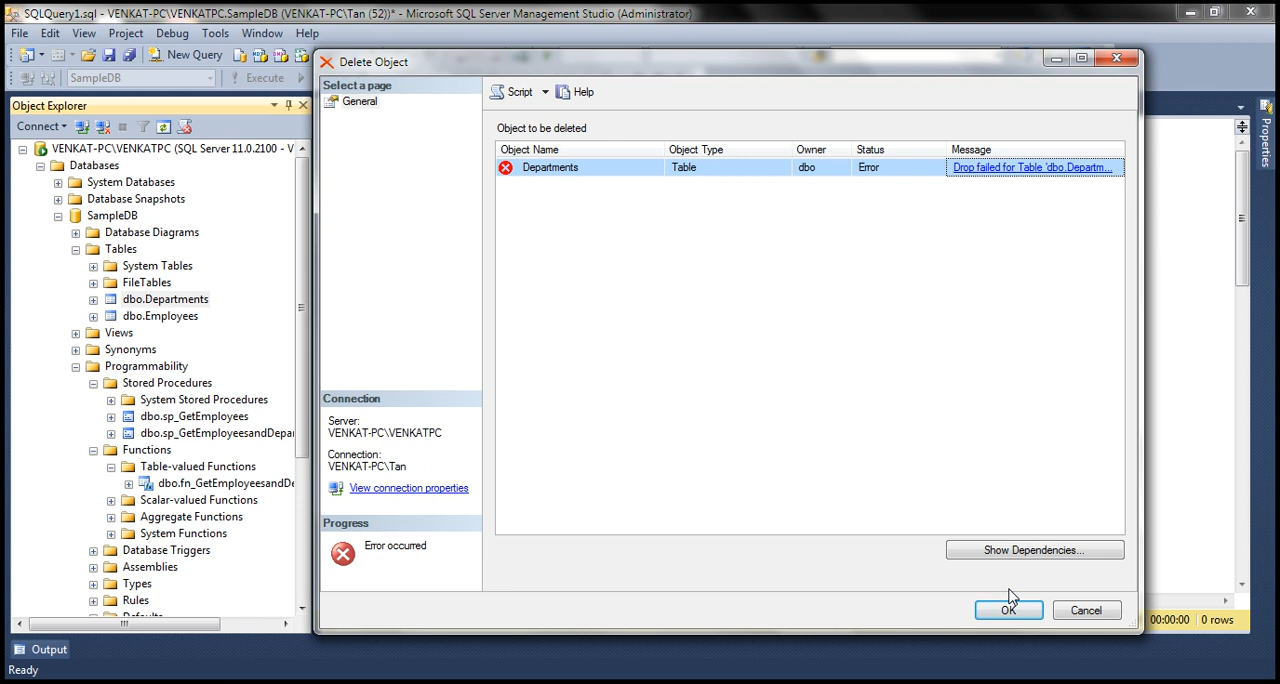 SQLQuery1.sql - VENKAT-PC\VENKATPC.SampleDB (VENKAT-PC\Tan (52))* - Microsoft SQL Server Management Studio (Administrator)
File Edit View Project Debug Tools Window Help
New Query
SampleDB Execute
Object Explorer
Connect
VENKAT-PC\VENKATPC (SQL Server 11.0.2100 - V
Databases
System Databases
Database Snapshots
SampleDB
Database Diagrams
Tables
System Tables
FileTables
dbo.Departments
dbo.Employees
Views
Synonyms
Programmability
Stored Procedures
System Stored Procedures
dbo.sp_GetEmployees
dbo.sp_GetEmployeesandDepar
Functions
Table-valued Functions
dbo.fn_GetEmployeesandDe
Scalar-valued Functions
Aggregate Functions
System Functions
Database Triggers
Assemblies
Types
Rules
Defaults
Output
Ready
Delete Object
Select a page
General
Connection
Server:
VENKAT-PC\VENKATPC
Connection:
VENKAT-PC\Tan
View connection properties
Progress
Error occurred
Script Help
Object to be deleted
Object Name Object Type Owner Status Message
Departments Table dbo Error Drop failed for Table 'dbo.Departm...
Show Dependencies...
OK Cancel
Properties
00:00:00 0 rows